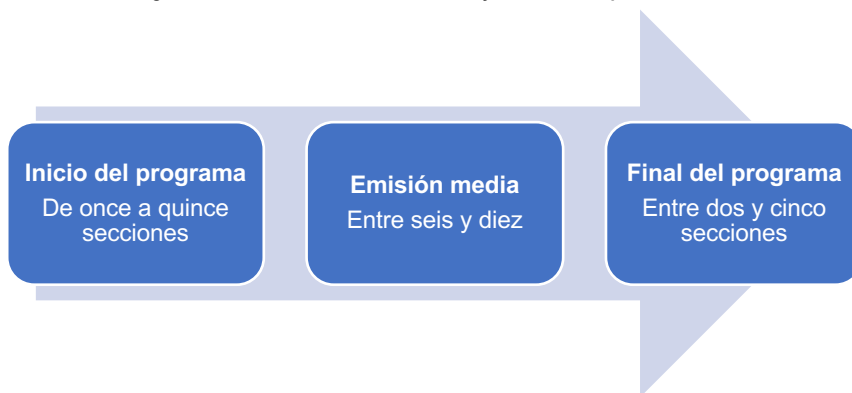 Inicio del programa
De once a quince
secciones
Emisión media
Entre seis y diez
Final del programa
Entre dos y cinco
secciones